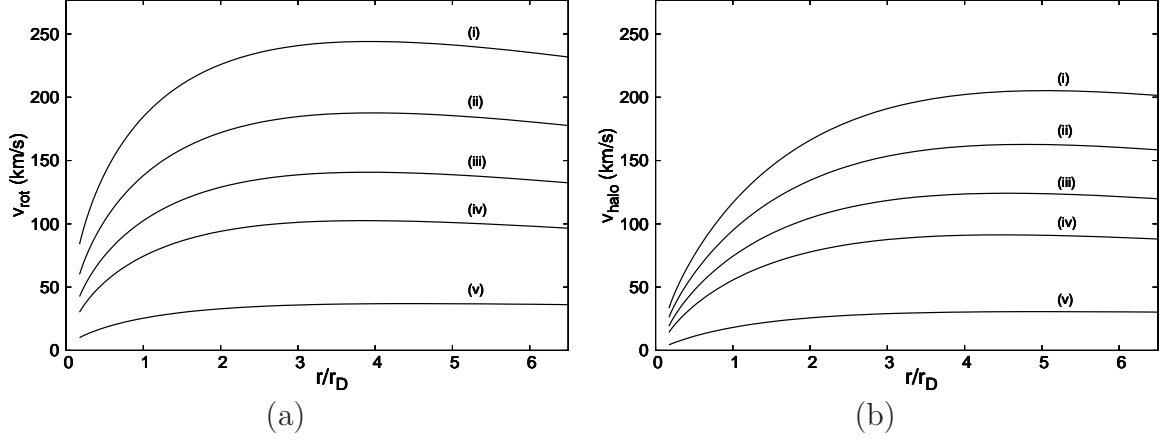 250
200
150
100
50
0
v_rot (km/s)
(i)
(ii)
(iii)
(iv)
(v)
0 1 2 3 4 5 6
r/r_D
(a)
250
200
150
100
50
0
v_halo (km/s)
(i)
(ii)
(iii)
(iv)
(v)
0 1 2 3 4 5 6
r/r_D
(b)